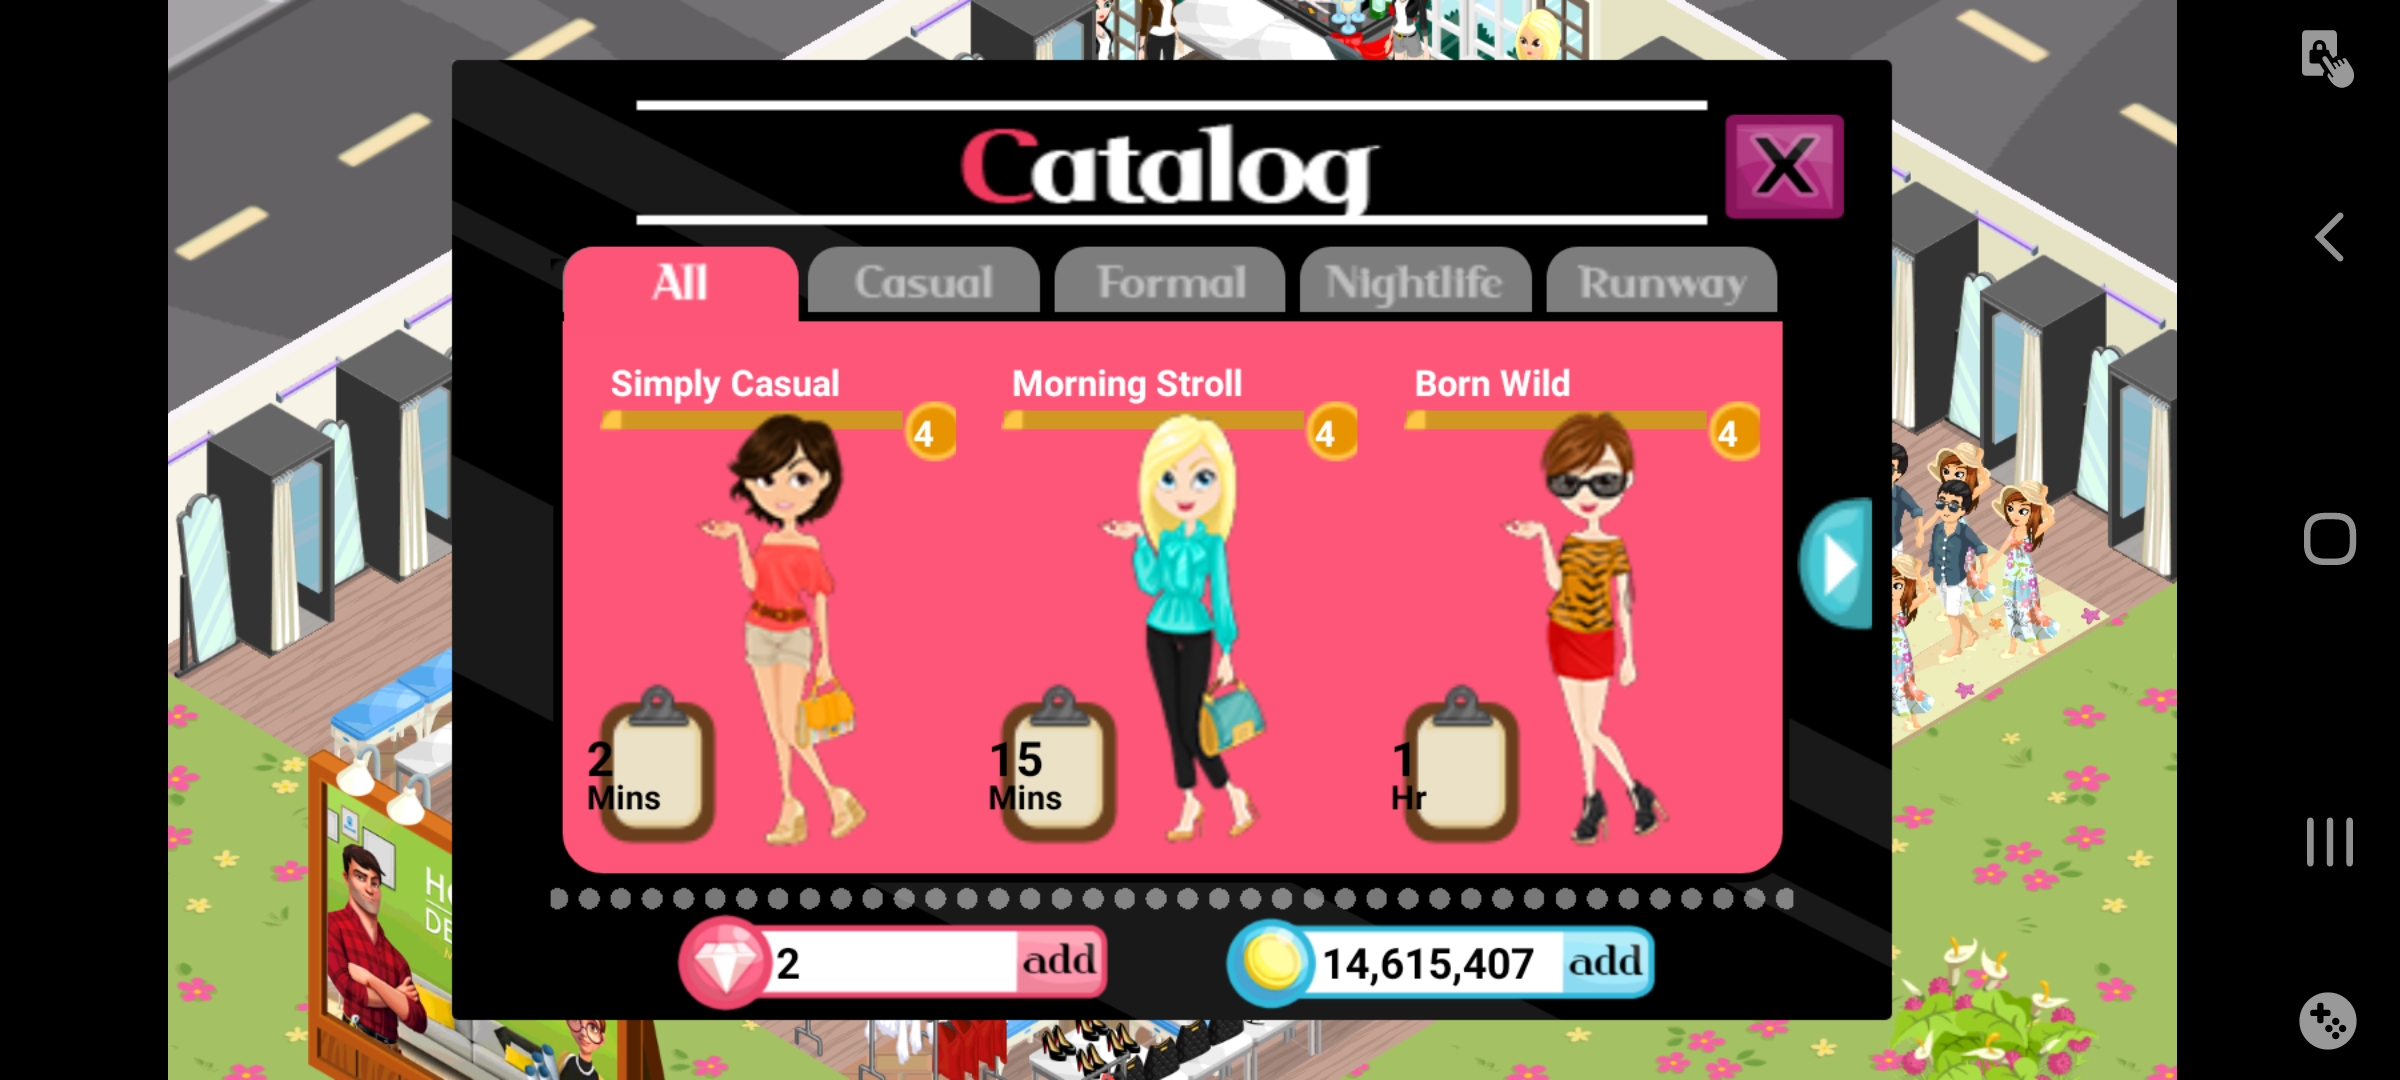 Catalog
X
All
Casual
Formal
Nightlife
Runway
Simply Casual
4
Morning Stroll
4
Born Wild
4
2
Mins
15
Mins
1
Hr
2
add
14,615,407
add